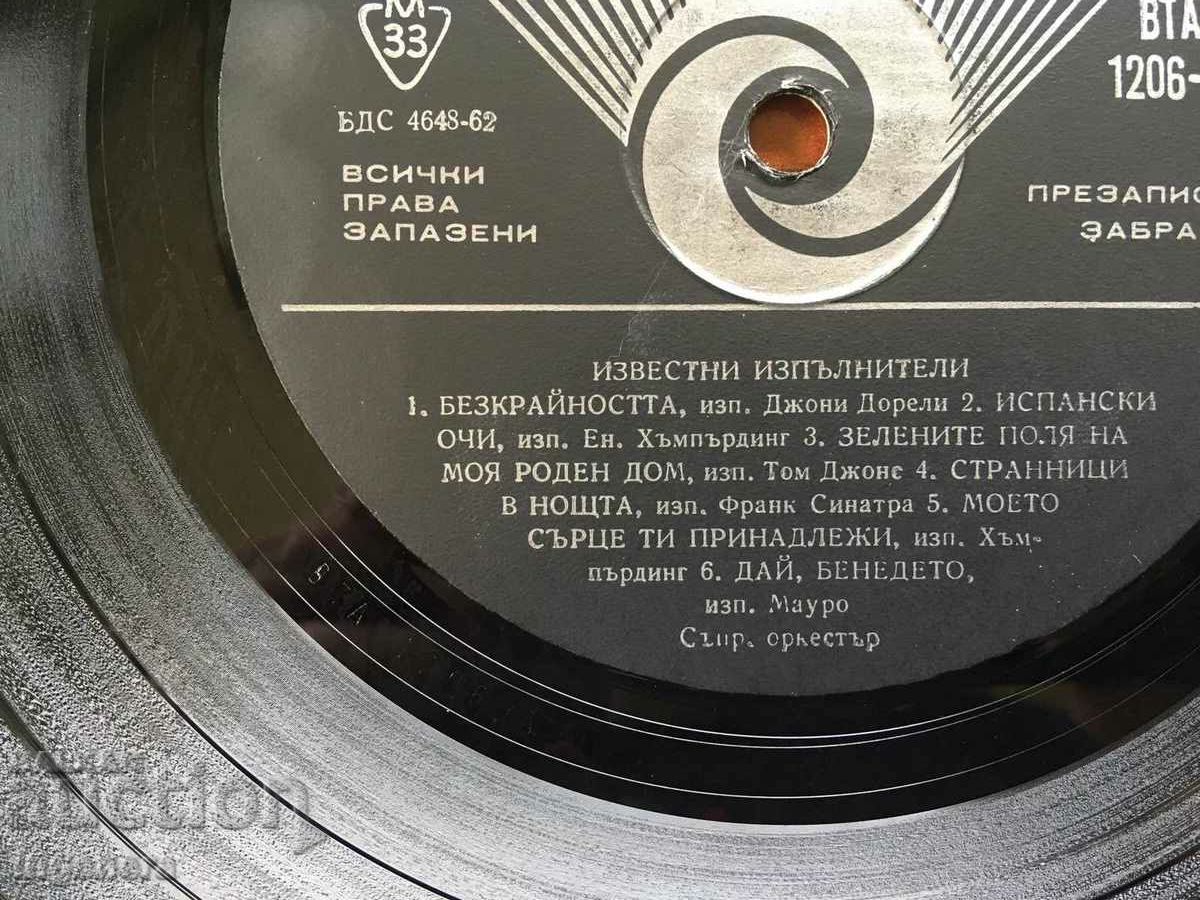 М
33
БДС 4648-62
ВСИЧКИ
ПРАВА
ЗАПАЗЕНИ
ВТА
1206-
ПРЕЗАПИС
ЗАБРА
ИЗВЕСТНИ ИЗПЪЛНИТЕЛИ
1. БЕЗКРАЙНОСТТА, изп. Джони Дорели 2. ИСПАНСКИ
ОЧИ, изп. Ен. Хъмпърдинг 3. ЗЕЛЕНИТЕ ПОЛЯ НА
МОЯ РОДЕН ДОМ, изп. Том Джонс 4. СТРАННИЦИ
В НОЩТА, изп. Франк Синатра 5. МОЕТО
СЪРЦЕ ТИ ПРИНАДЛЕЖИ, изп. Хъм-
пърдинг 6. ДАЙ, БЕНЕДЕТО,
изп. Мауро
Съпр. оркестър
auction